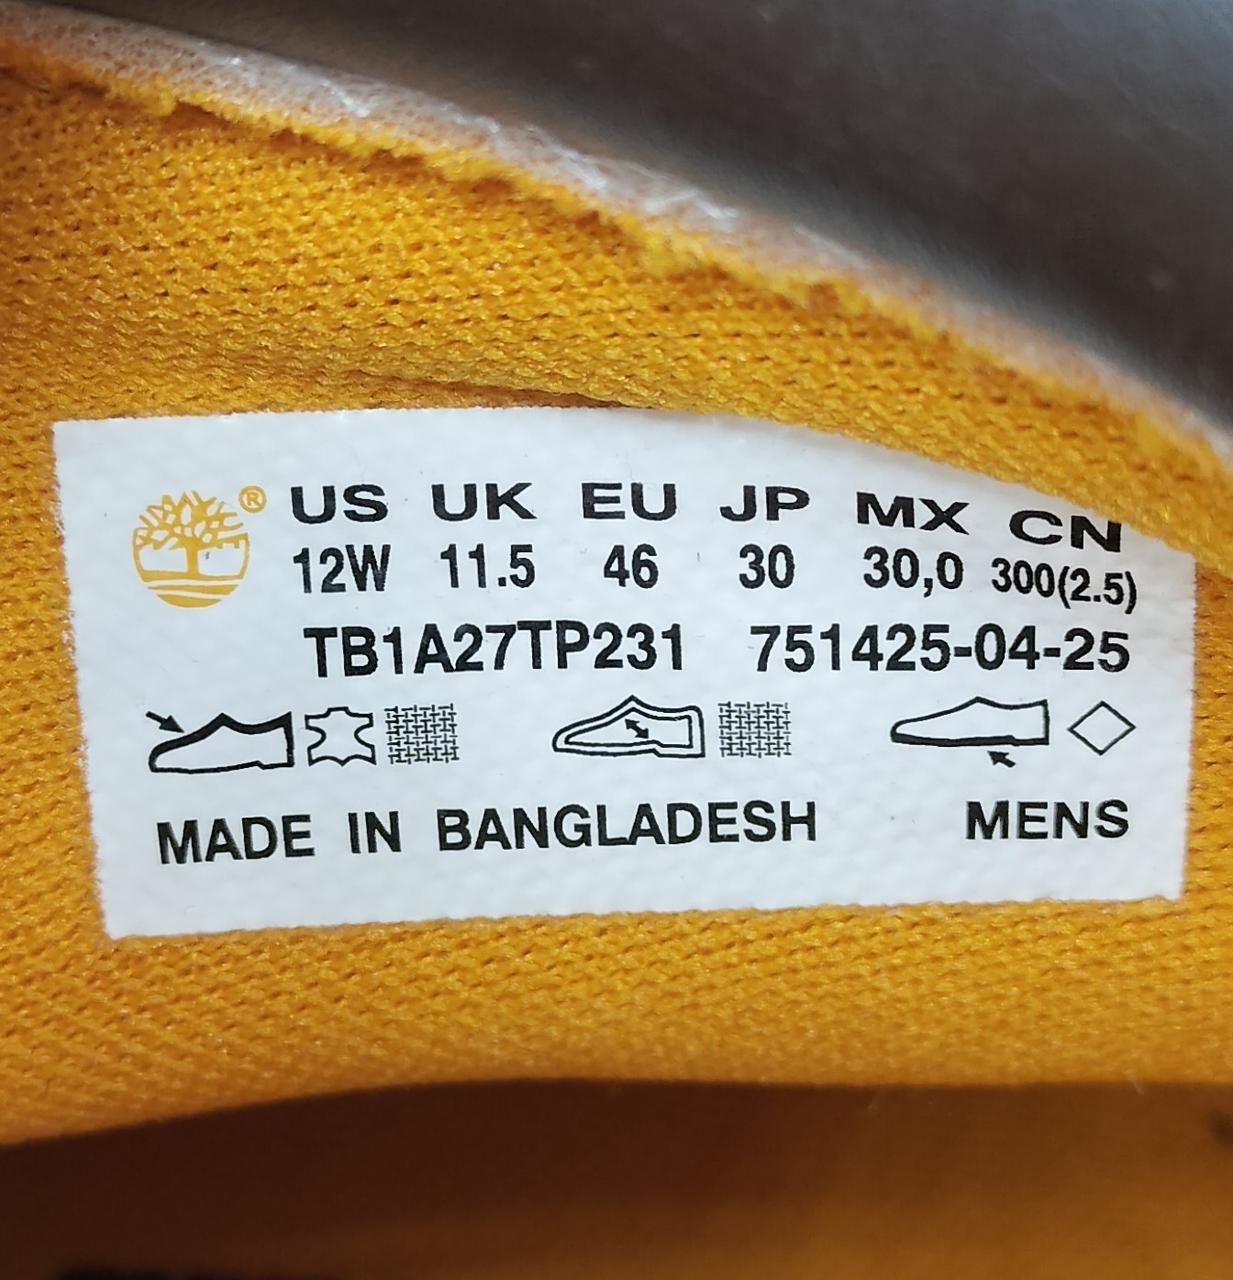 ® US UK EU JP MX CN
12W 11.5 46 30 30,0 300(2.5)
TB1A27TP231 751425-04-25
MADE IN BANGLADESH MENS